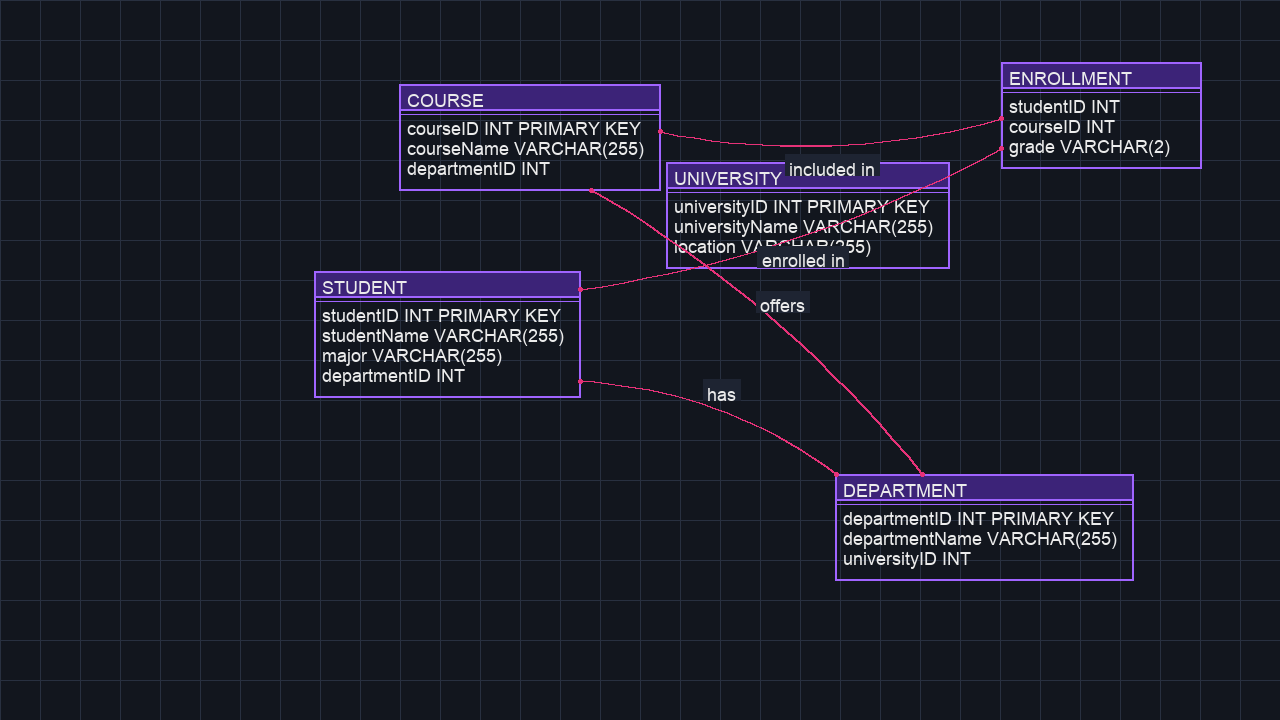 COURSE
courseID INT PRIMARY KEY
courseName VARCHAR(255)
departmentID INT
ENROLLMENT
studentID INT
courseID INT
grade VARCHAR(2)
included in
UNIVERSITY
universityID INT PRIMARY KEY
universityName VARCHAR(255)
location VARCHAR(255)
enrolled in
STUDENT
studentID INT PRIMARY KEY
studentName VARCHAR(255)
major VARCHAR(255)
departmentID INT
offers
has
DEPARTMENT
departmentID INT PRIMARY KEY
departmentName VARCHAR(255)
universityID INT